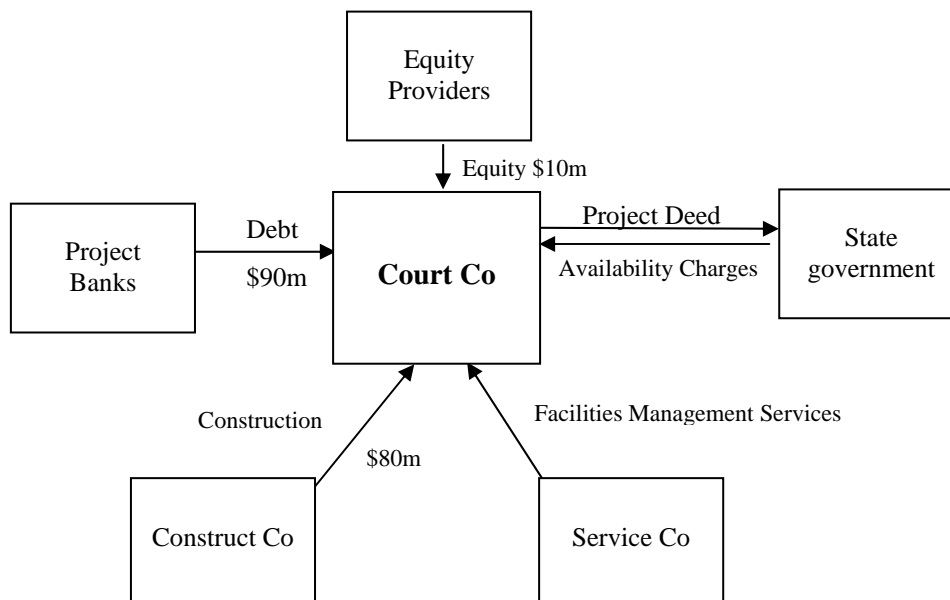 Equity
Providers
Equity $10m
Project
Banks
Debt
$90m
Court Co
Project Deed
Availability Charges
State
government
Construction
$80m
Facilities Management Services
Construct Co
Service Co